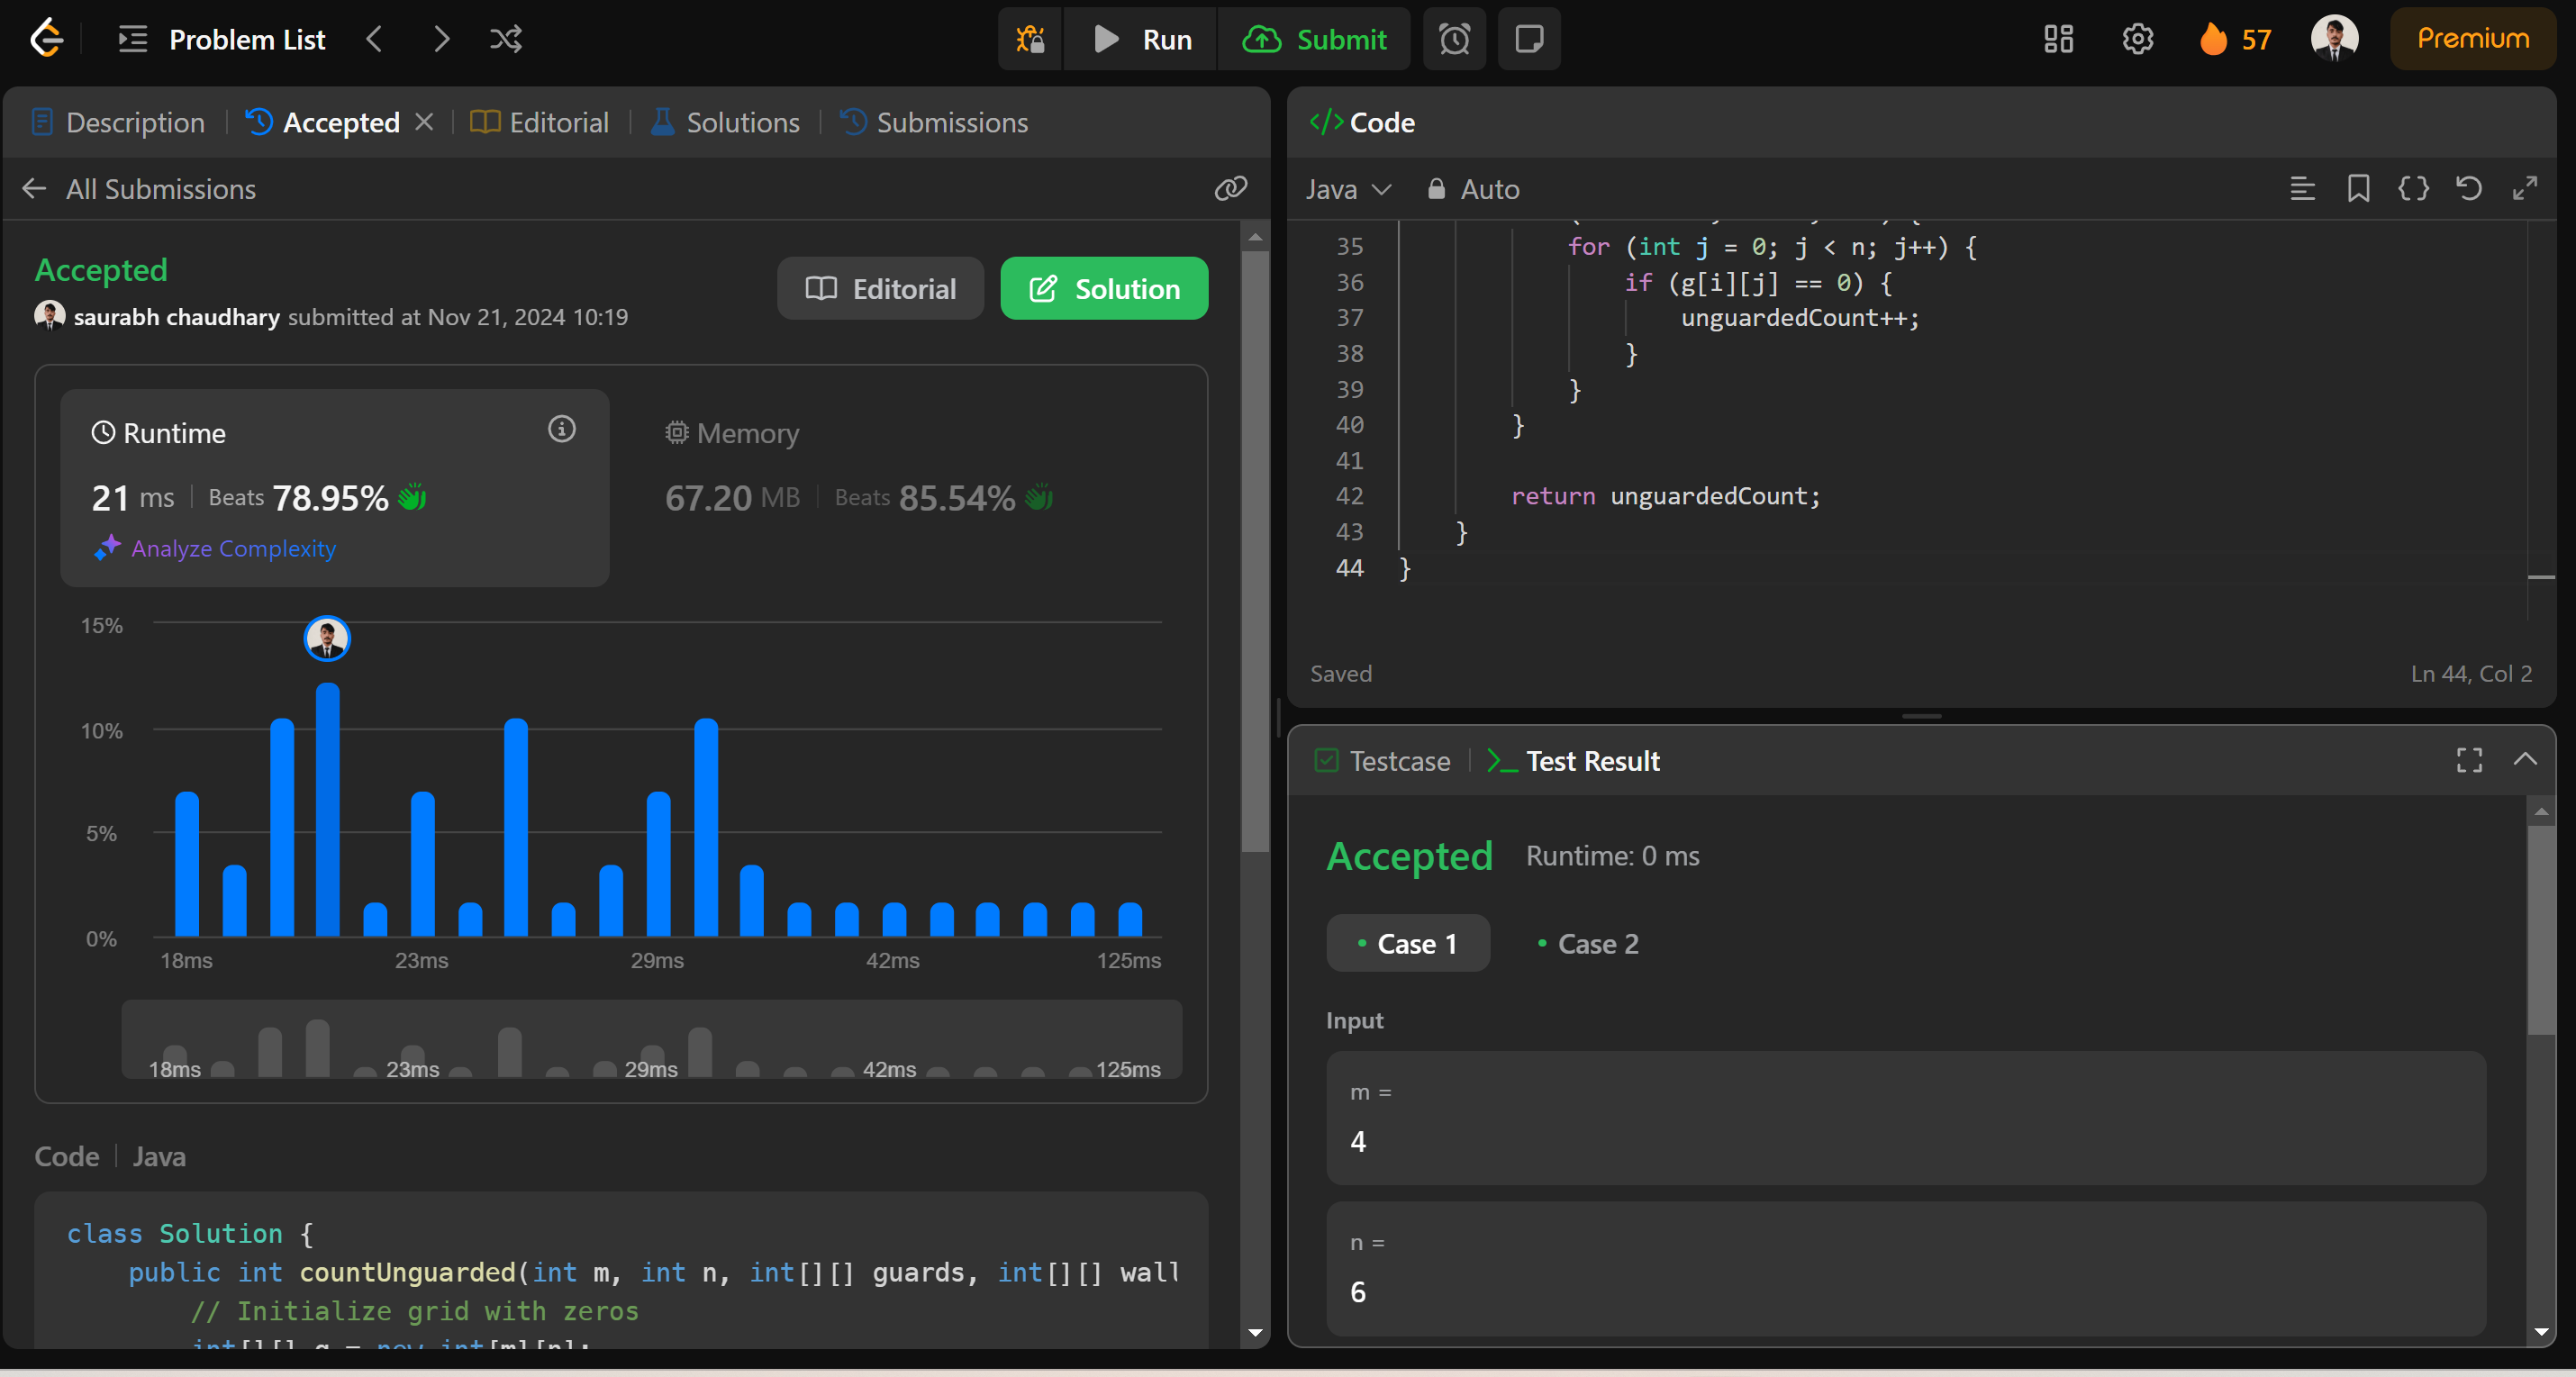 Problem List
Run
Submit
57
Premium
Description
Accepted
Editorial
Solutions
Submissions
All Submissions
Accepted
saurabh chaudhary submitted at Nov 21, 2024 10:19
Editorial
Solution
Runtime
21 ms
Beats 78.95%
Analyze Complexity
Memory
67.20 MB
Beats 85.54%
15%
10%
5%
0%
18ms 23ms 29ms 42ms 125ms
18ms 23ms 29ms 42ms 125ms
Code
Java
class Solution {
public int countUnguarded(int m, int n, int[][] guards, int[][] wall
// Initialize grid with zeros
int[][] g = new int[m][n];
</> Code
Java
Auto
35 for (int j = 0; j < n; j++) {
36 if (g[i][j] == 0) {
37 unguardedCount++;
38 }
39 }
40 }
41
42 return unguardedCount;
43 }
44 }
Saved
Ln 44, Col 2
Testcase
Test Result
Accepted
Runtime: 0 ms
Case 1
Case 2
Input
m =
4
n =
6